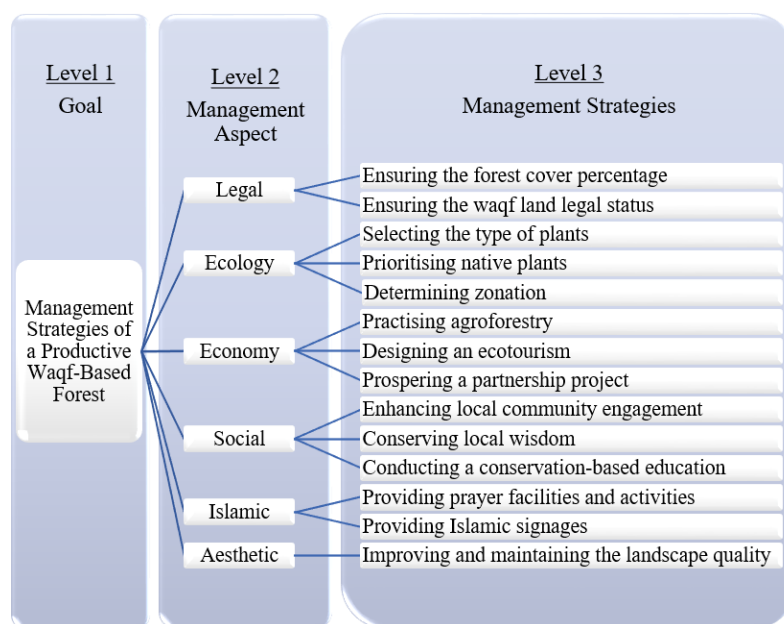 Level 1
Goal
Management
Strategies of
a Productive
Waqf-Based
Forest
Level 2
Management
Aspect
Legal
Ecology
Economy
Social
Islamic
Aesthetic
Level 3
Management Strategies
Ensuring the forest cover percentage
Ensuring the waqf land legal status
Selecting the type of plants
Prioritising native plants
Determining zonation
Practising agroforestry
Designing an ecotourism
Prospering a partnership project
Enhancing local community engagement
Conserving local wisdom
Conducting a conservation-based education
Providing prayer facilities and activities
Providing Islamic signages
Improving and maintaining the landscape quality